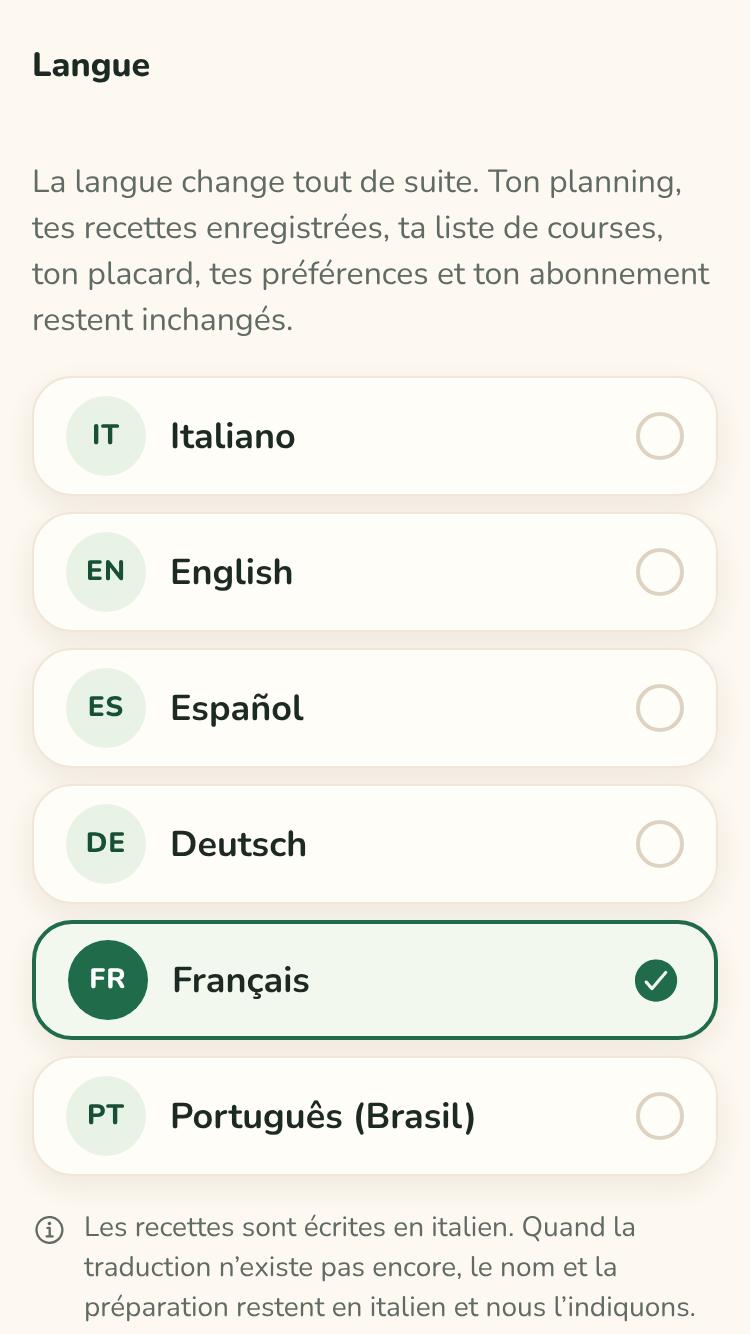 Langue
La langue change tout de suite. Ton planning,
tes recettes enregistrées, ta liste de courses,
ton placard, tes préférences et ton abonnement
restent inchangés.
IT Italiano
EN English
ES Español
DE Deutsch
FR Français
PT Português (Brasil)
Les recettes sont écrites en italien. Quand la
traduction n’existe pas encore, le nom et la
préparation restent en italien et nous l’indiquons.